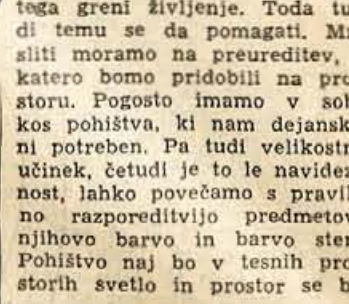 tega greni življenje. Toda tu
di temu se da pomagati. Mi
sliti moramo na preureditev,
katero bomo pridobili na pro
storu. Pogosto imamo v sob
kos pohištva, ki nam dejansk
ni potreben. Pa tudi velikostn
učinek, četudi je to le navidez
nost, lahko povečamo s pravil
no razporeditvijo predmetov
njihovo barvo in barvo sten
Pohištvo naj bo v tesnih pro
storih svetlo in prostor se b